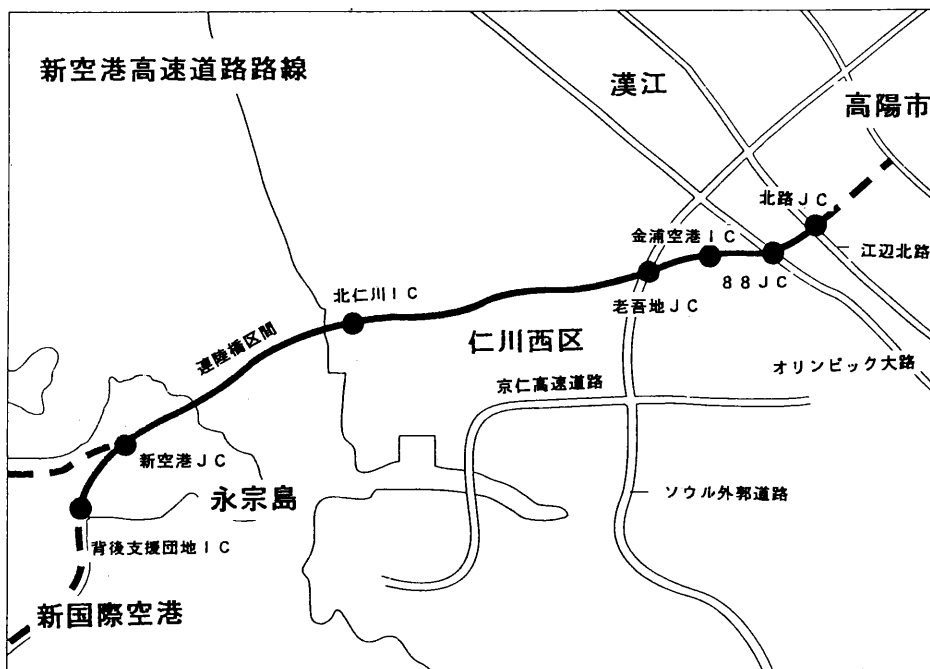 新空港高速道路路線
漢江
高陽市
北路JC
金浦空港IC
江辺北路
88JC
北仁川IC
老吾地JC
連陸橋区間
仁川西区
オリンピック大路
京仁高速道路
新空港JC
永宗島
ソウル外郭道路
背後支援団地IC
新国際空港